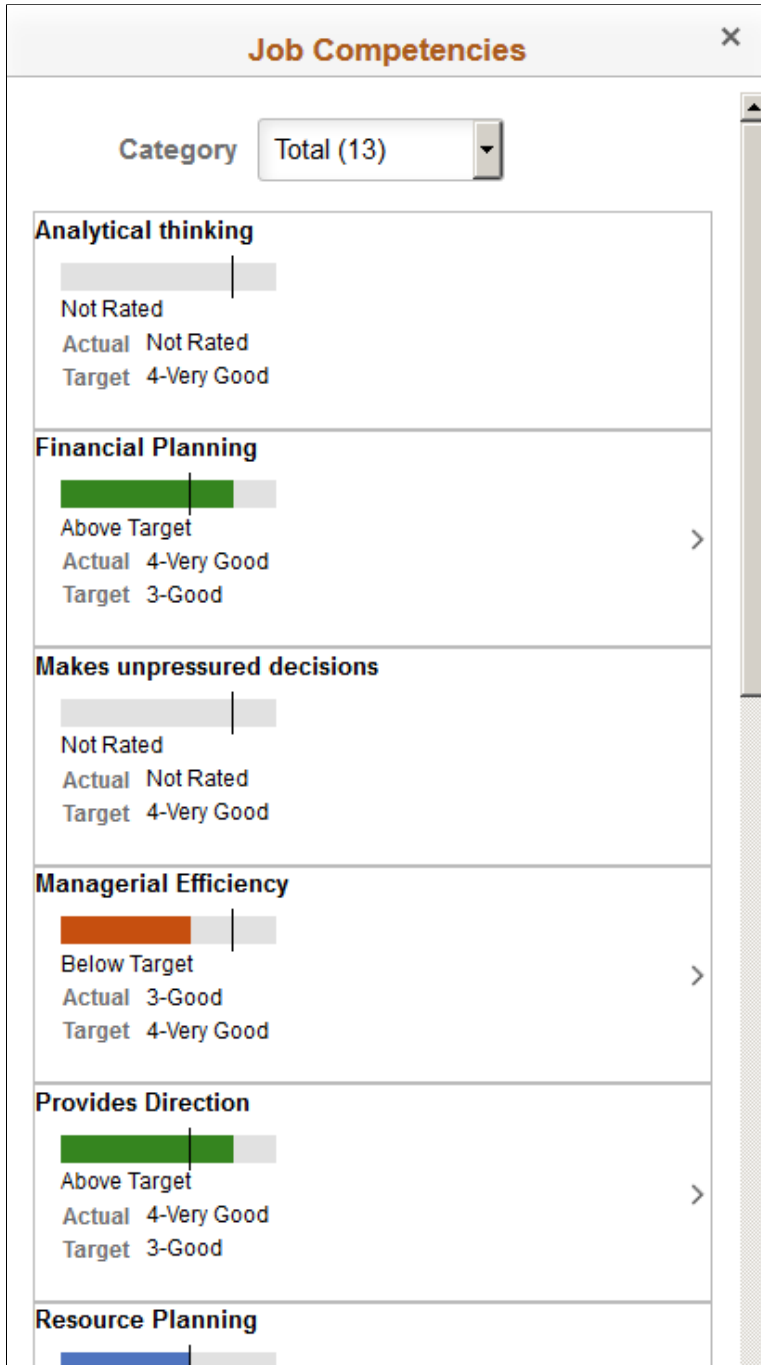 Job Competencies
Category Total (13)
Analytical thinking
Not Rated
Actual Not Rated
Target 4-Very Good
Financial Planning
Above Target
Actual 4-Very Good
Target 3-Good
Makes unpressured decisions
Not Rated
Actual Not Rated
Target 4-Very Good
Managerial Efficiency
Below Target
Actual 3-Good
Target 4-Very Good
Provides Direction
Above Target
Actual 4-Very Good
Target 3-Good
Resource Planning